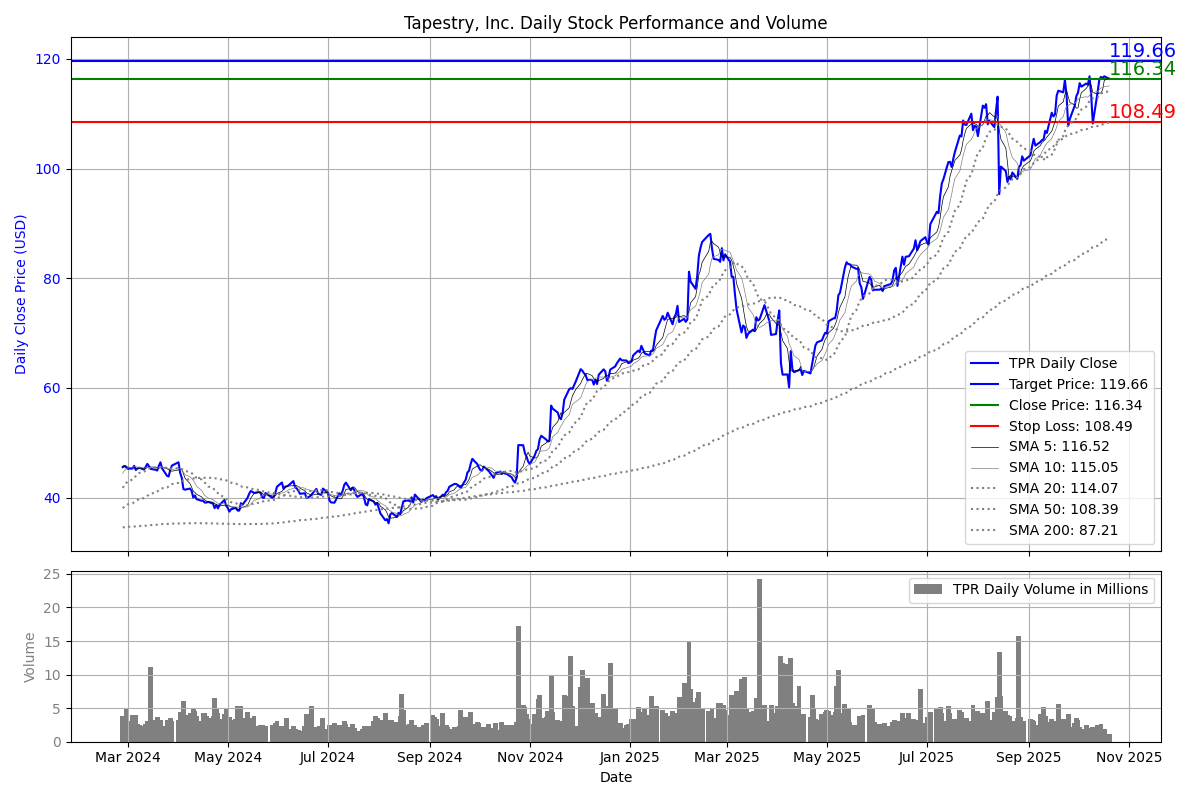 Tapestry, Inc. Daily Stock Performance and Volume
119.66
116.34
108.49
120
100
80
60
40
Daily Close Price (USD)
TPR Daily Close
Target Price: 119.66
Close Price: 116.34
Stop Loss: 108.49
SMA 5: 116.52
SMA 10: 115.05
SMA 20: 114.07
SMA 50: 108.39
SMA 200: 87.21
25
20
15
10
5
0
Volume
TPR Daily Volume in Millions
Mar 2024 May 2024 Jul 2024 Sep 2024 Nov 2024 Jan 2025 Mar 2025 May 2025 Jul 2025 Sep 2025 Nov 2025
Date